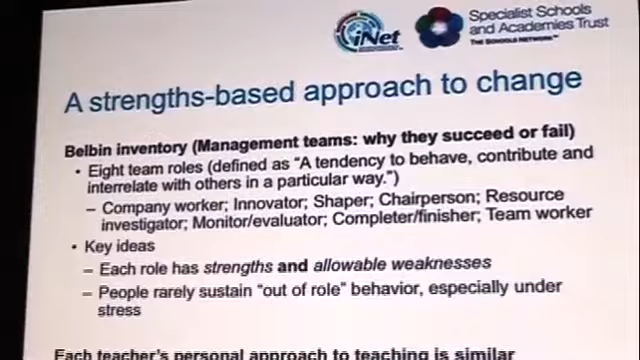 iNet
Specialist Schools
and Academies Trust
THE SCHOOLS NETWORK™
A strengths-based approach to change
Belbin inventory (Management teams: why they succeed or fail)
• Eight team roles (defined as “A tendency to behave, contribute and
interrelate with others in a particular way.”)
– Company worker; Innovator; Shaper; Chairperson; Resource
investigator; Monitor/evaluator; Completer/finisher; Team worker
• Key ideas
– Each role has strengths and allowable weaknesses
– People rarely sustain “out of role” behavior, especially under
stress
Each teacher’s personal approach to teaching is similar